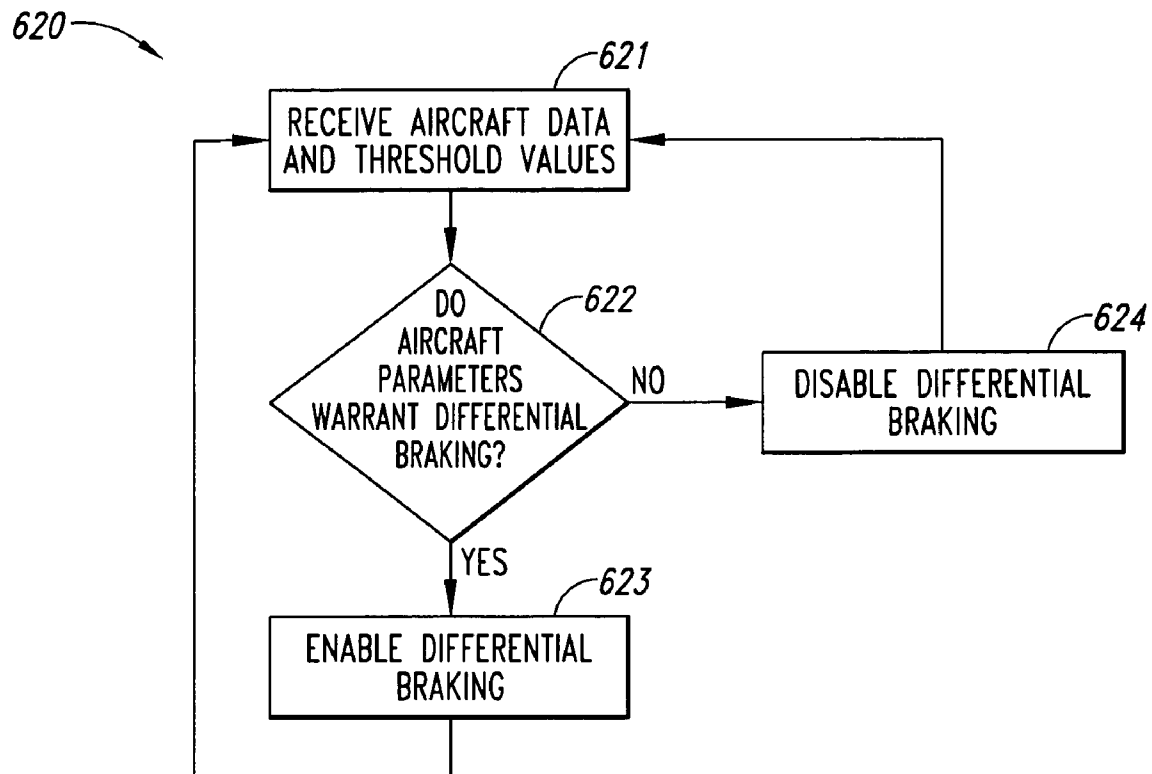 620
621
RECEIVE AIRCRAFT DATA
AND THRESHOLD VALUES
DO
AIRCRAFT
PARAMETERS
WARRANT DIFFERENTIAL
BRAKING?
622
NO
624
DISABLE DIFFERENTIAL
BRAKING
YES
623
ENABLE DIFFERENTIAL
BRAKING